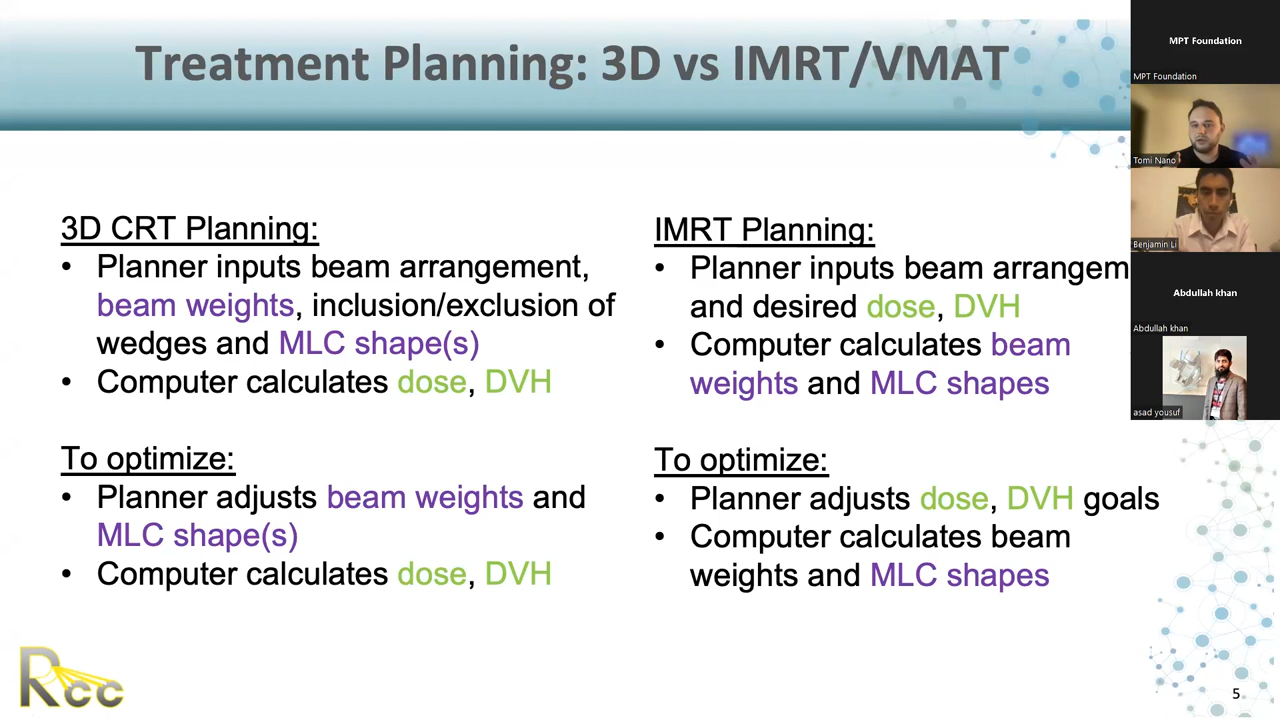 Treatment Planning: 3D vs IMRT/VMAT
3D CRT Planning:
• Planner inputs beam arrangement,
beam weights, inclusion/exclusion of
wedges and MLC shape(s)
• Computer calculates dose, DVH
To optimize:
• Planner adjusts beam weights and
MLC shape(s)
• Computer calculates dose, DVH
IMRT Planning:
• Planner inputs beam arrangem
and desired dose, DVH
• Computer calculates beam
weights and MLC shapes
To optimize:
• Planner adjusts dose, DVH goals
• Computer calculates beam
weights and MLC shapes
Rcc
5
MPT Foundation
MPT Foundation
Tomi Nano
Benjamin Li
Abdullah khan
Abdullah khan
asad yousuf